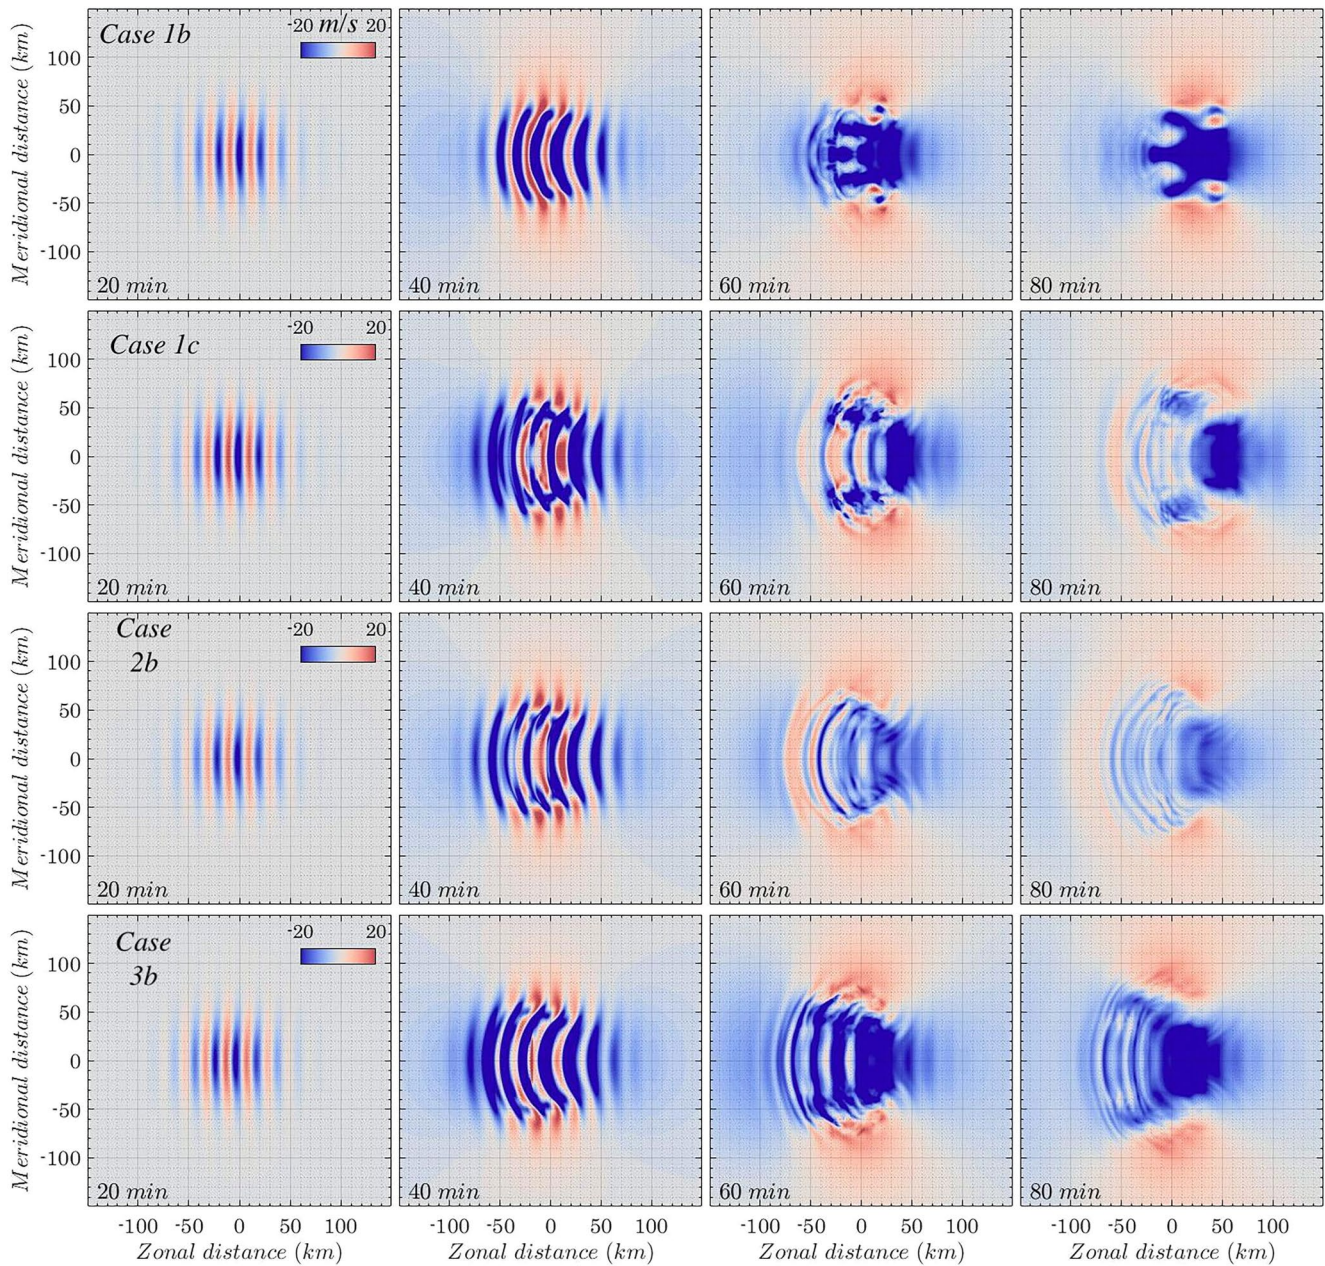 Case 1b
-20 m/s 20
Meridional distance (km)
100
50
0
-50
-100
20 min
40 min
60 min
80 min
Case 1c
-20 20
Meridional distance (km)
100
50
0
-50
-100
20 min
40 min
60 min
80 min
Case
2b
-20 20
Meridional distance (km)
100
50
0
-50
-100
20 min
40 min
60 min
80 min
Case
3b
-20 20
Meridional distance (km)
100
50
0
-50
-100
20 min
40 min
60 min
80 min
-100 -50 0 50 100
-100 -50 0 50 100
-100 -50 0 50 100
-100 -50 0 50 100
Zonal distance (km)
Zonal distance (km)
Zonal distance (km)
Zonal distance (km)